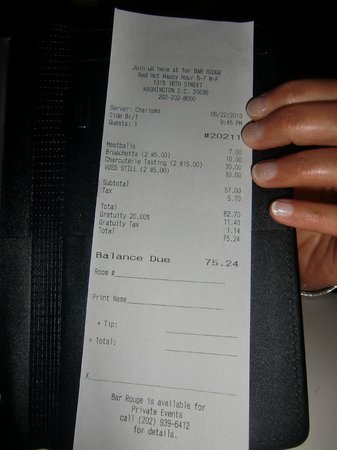 Join us here at for BAR ROUGE
Red Hot Happy Hour 5-7 M-F
1315 16TH STREET
WASHINGTON D.C. 20036
202-232-8000
Server: Charisma 06/22/2013
Side Br/1 9:45 PM
Guests: 1 #20211
Meatballs 7.00
Bruschetta (2 @5.00) 10.00
Charcuterie Tasting (2 @15.00) 30.00
VOSS STILL (2 @5.00) 10.00
Subtotal 57.00
Tax 5.70
Total 62.70
Gratuity 20.00% 11.40
Gratuity Tax 1.14
Total 75.24
Balance Due 75.24
Room #
Print Name
+ Tip:
= Total:
X
Bar Rouge is available for
Private Events
call (202) 939-6412
for details.